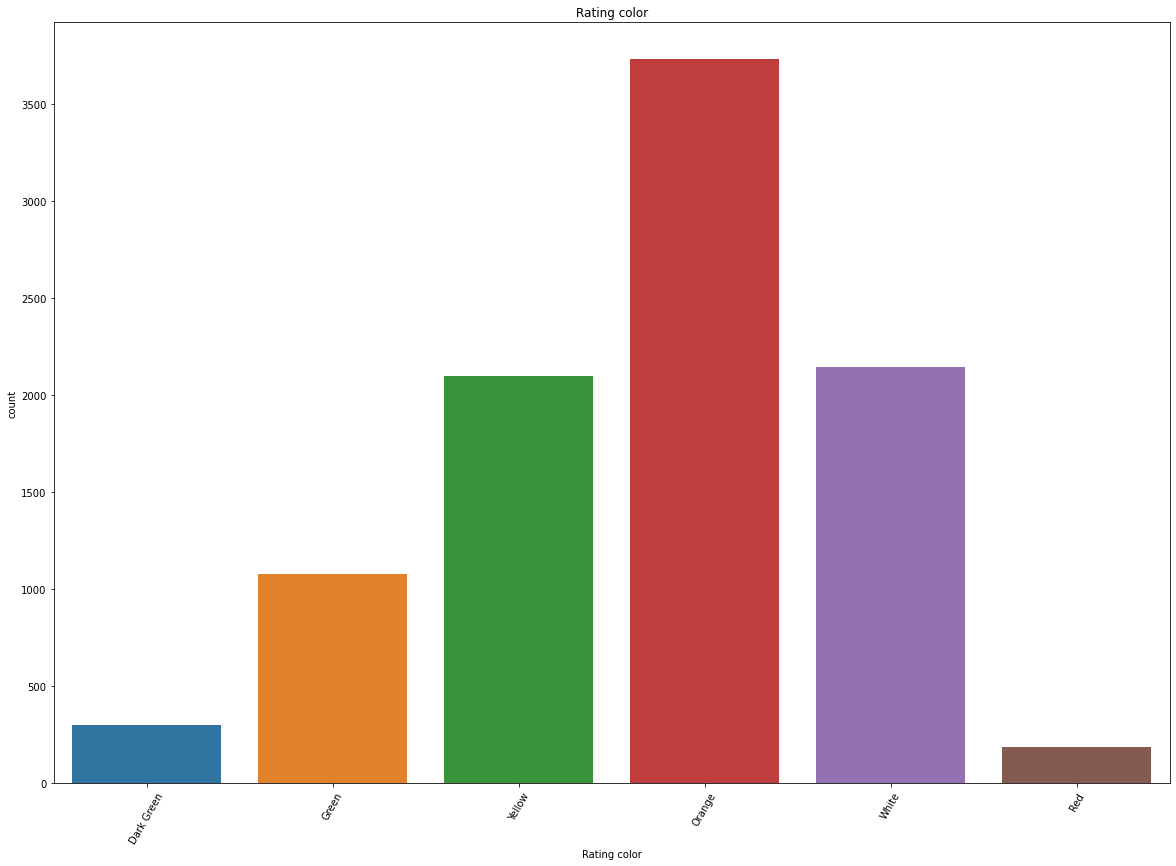 Rating color
3500
3000
2500
2000
1500
1000
500
0
count
Dark Green
Green
Yellow
Orange
White
Red
Rating color